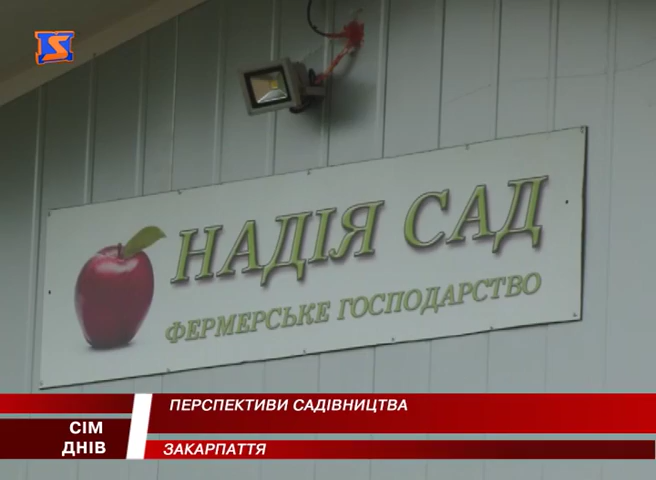 S
НАДІЯ САД
ФЕРМЕРСЬКЕ ГОСПОДАРСТВО
ПЕРСПЕКТИВИ САДІВНИЦТВА
СІМ
ДНІВ
ЗАКАРПАТТЯ